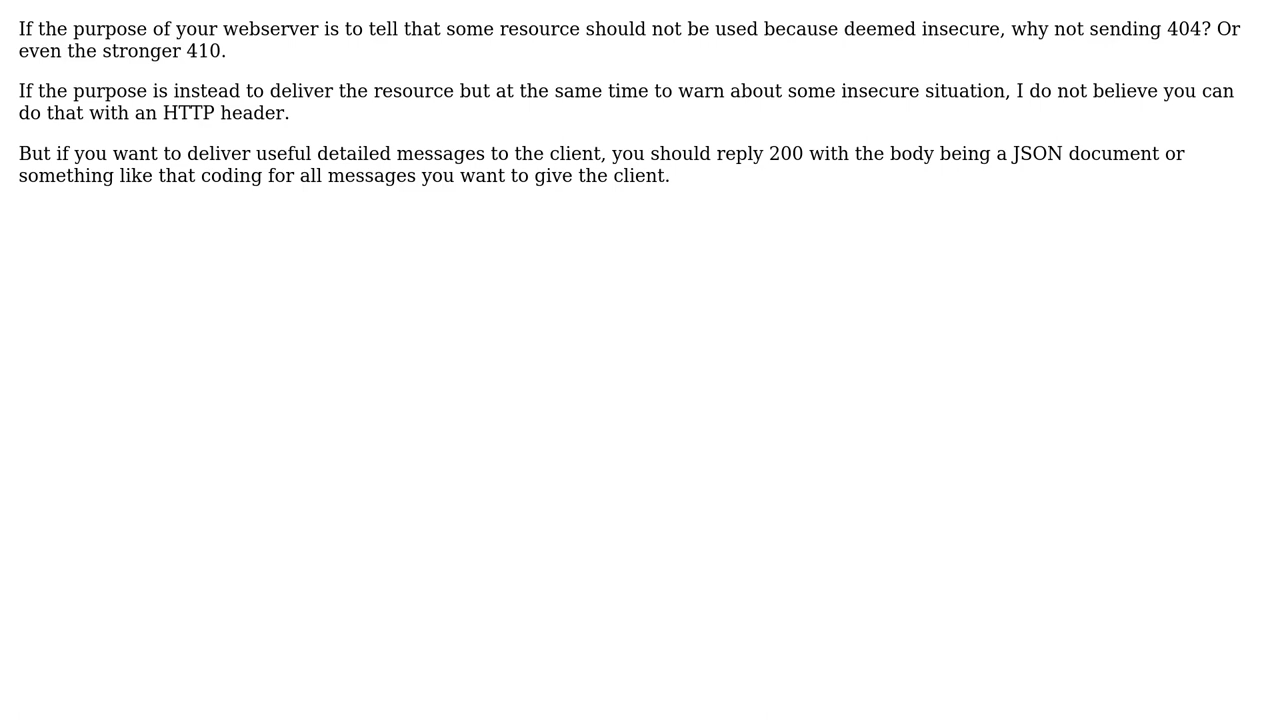 If the purpose of your webserver is to tell that some resource should not be used because deemed insecure, why not sending 404? Or
even the stronger 410.
If the purpose is instead to deliver the resource but at the same time to warn about some insecure situation, I do not believe you can
do that with an HTTP header.
But if you want to deliver useful detailed messages to the client, you should reply 200 with the body being a JSON document or
something like that coding for all messages you want to give the client.